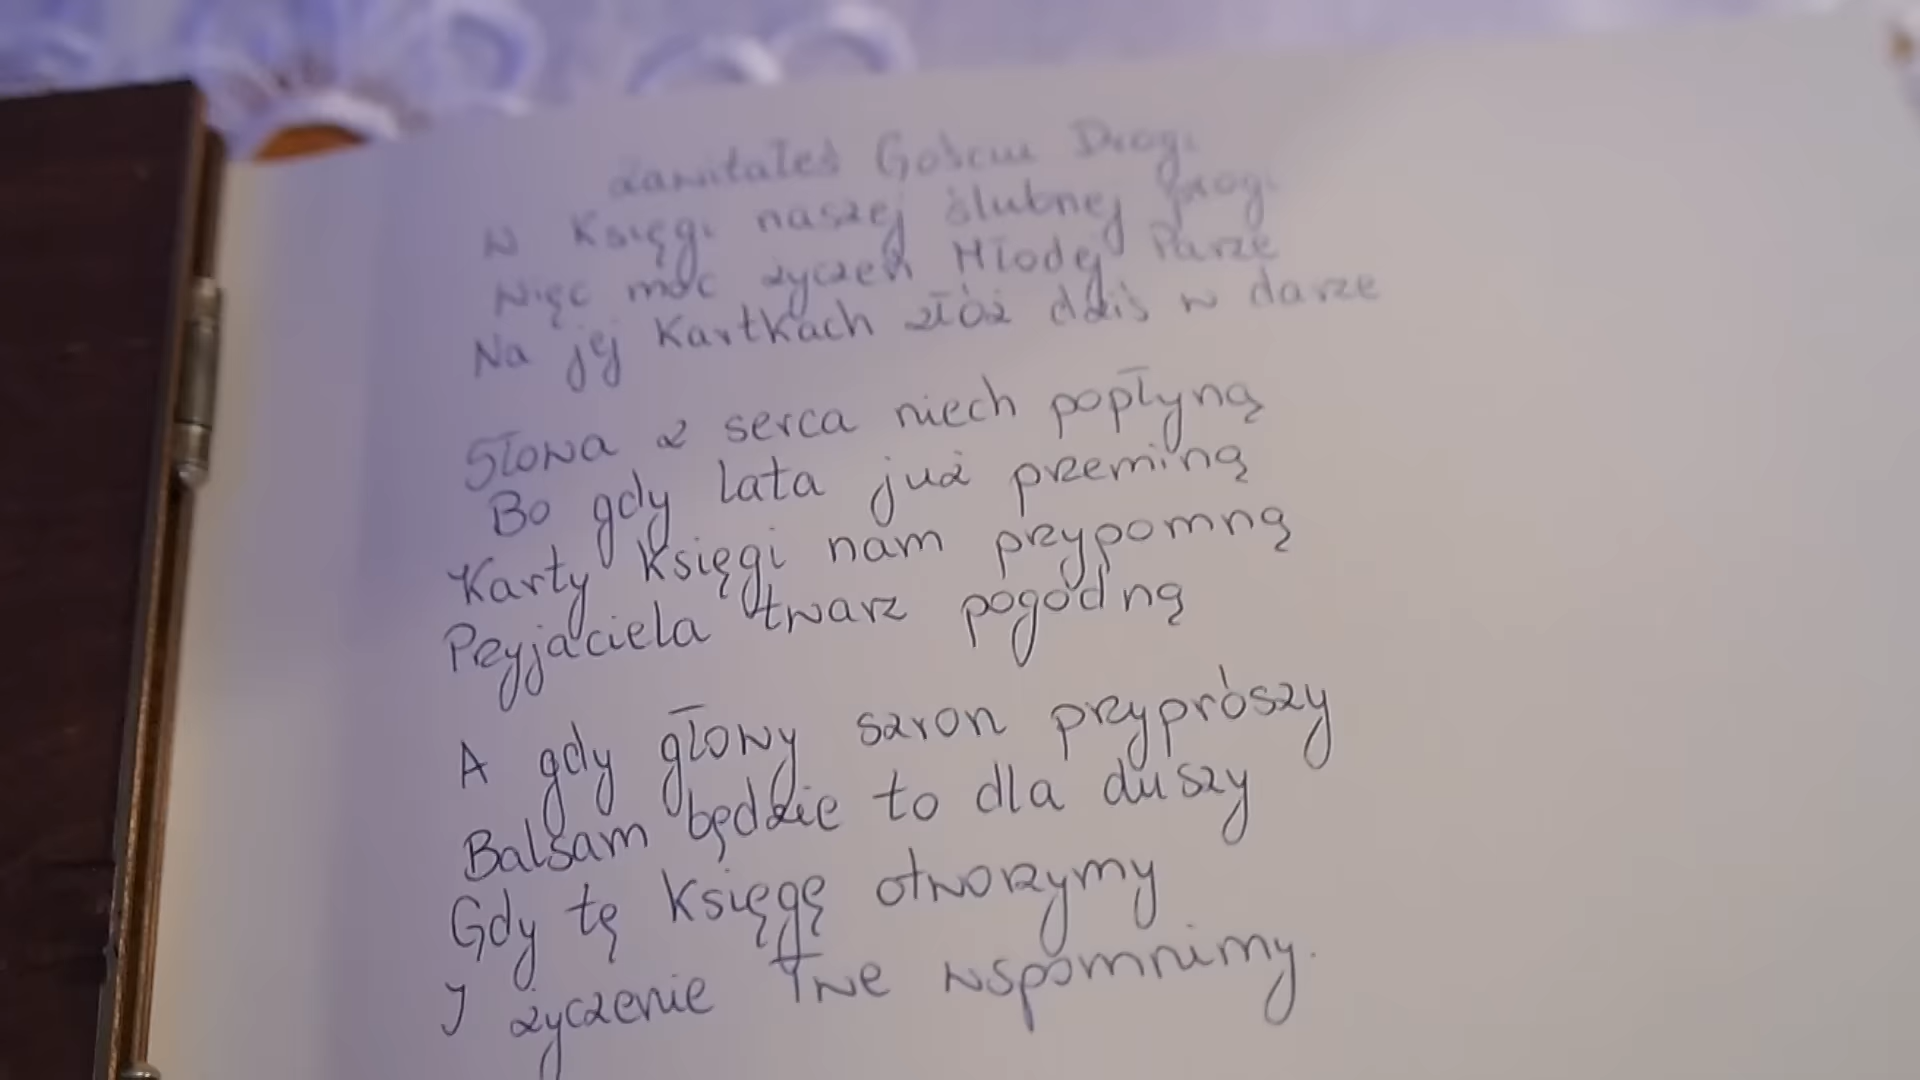 Zawitałeś Gościu Drogi
W Księgi naszej ślubnej progi
Więc moc życzeń Młodej Parze
Na jej Kartkach złóż dziś w darze
Słowa z serca niech popłyną
Bo gdy lata już przeminą
Karty Księgi nam przypomną
Przyjaciela twarz pogodną
A gdy głowy szron przyprószy
Balsam będzie to dla duszy
Gdy tę Księgę otworzymy
I życzenie Twe wspomnimy.